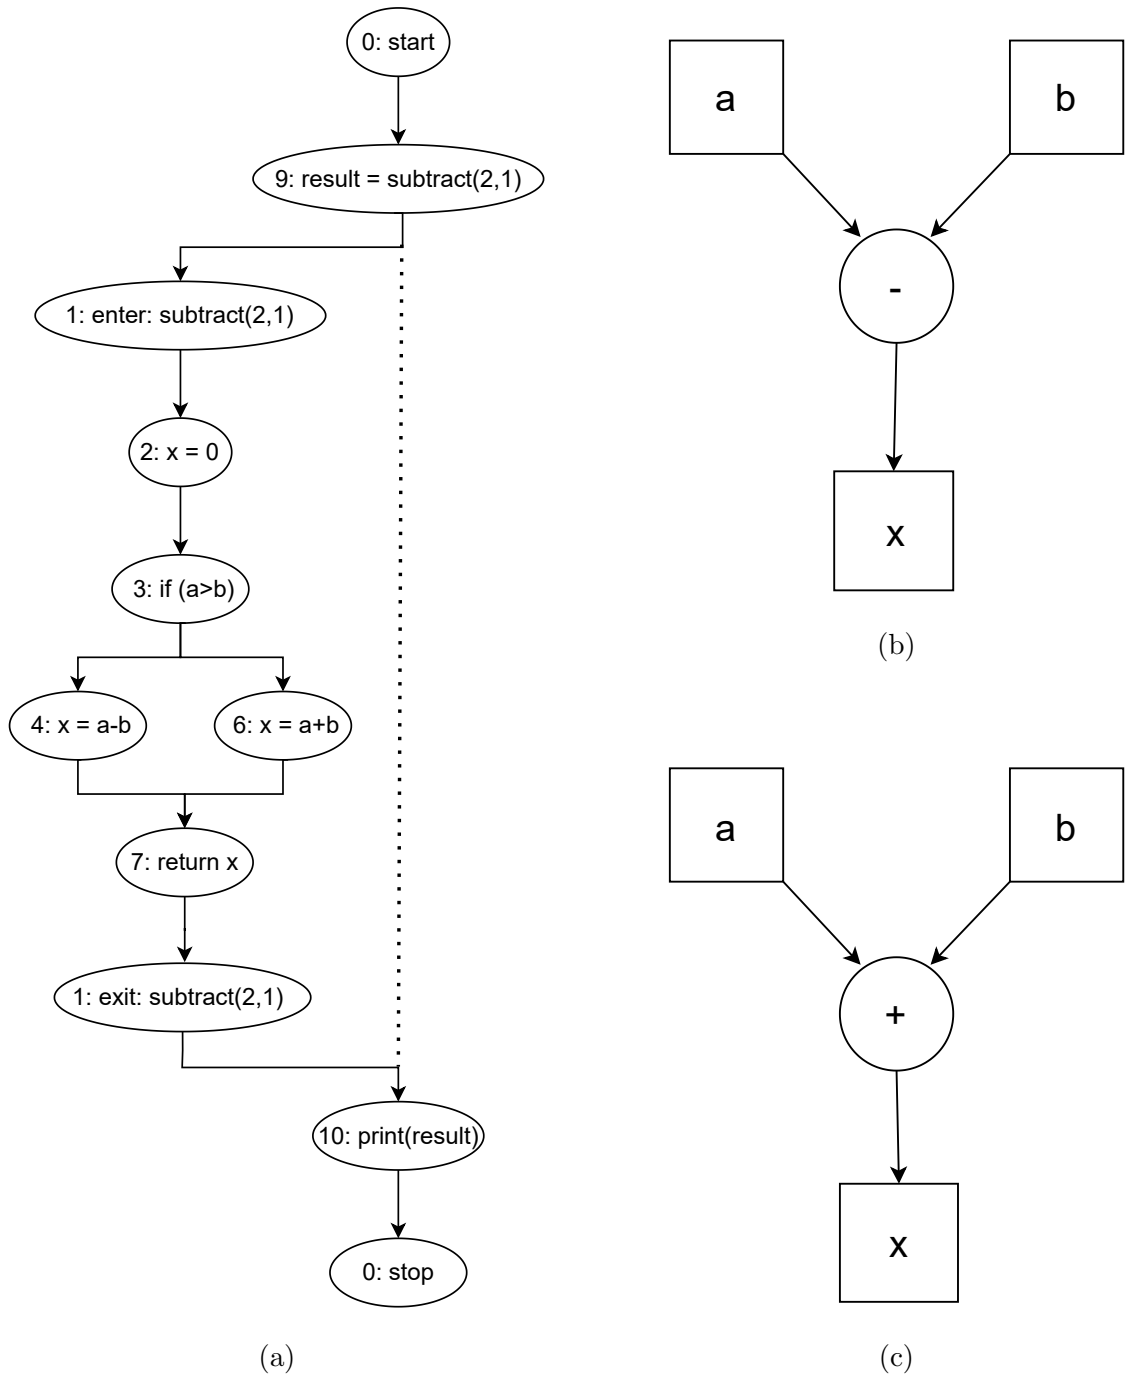 0: start
9: result = subtract(2,1)
1: enter: subtract(2,1)
2: x = 0
3: if (a>b)
4: x = a-b
6: x = a+b
7: return x
1: exit: subtract(2,1)
10: print(result)
0: stop
(a)
a
b
-
x
(b)
a
b
+
x
(c)